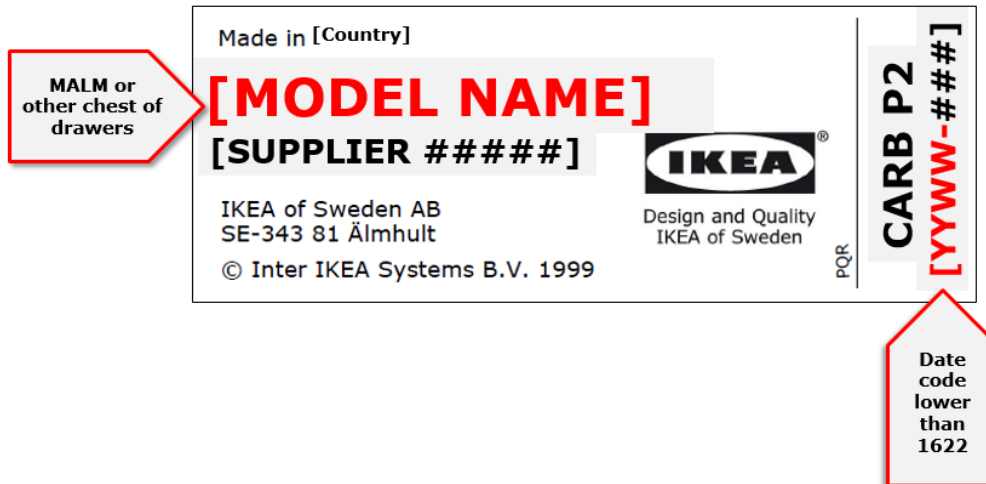 Made in [Country]
MALM or
other chest of
drawers
[MODEL NAME]
[SUPPLIER #####]
IKEA of Sweden AB
SE-343 81 Älmhult
© Inter IKEA Systems B.V. 1999
IKEA®
Design and Quality
IKEA of Sweden
PQR
CARB P2
[YYWW-###]
Date
code
lower
than
1622